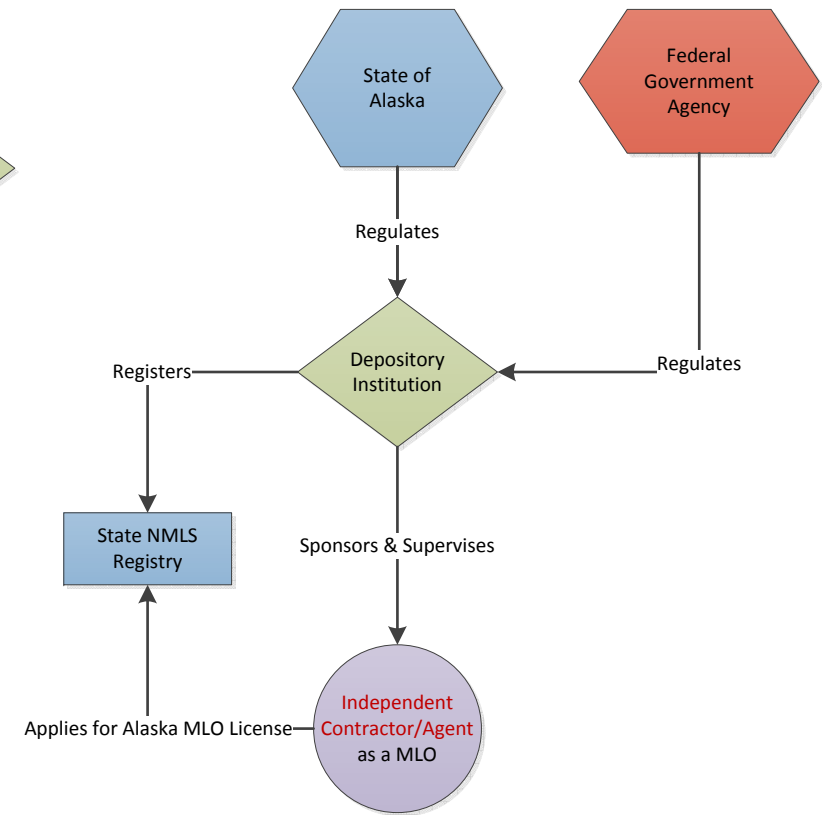 State of
Alaska
Federal
Government
Agency
Regulates
Depository
Institution
Regulates
Registers
State NMLS
Registry
Sponsors & Supervises
Independent
Contractor/Agent
as a MLO
Applies for Alaska MLO License